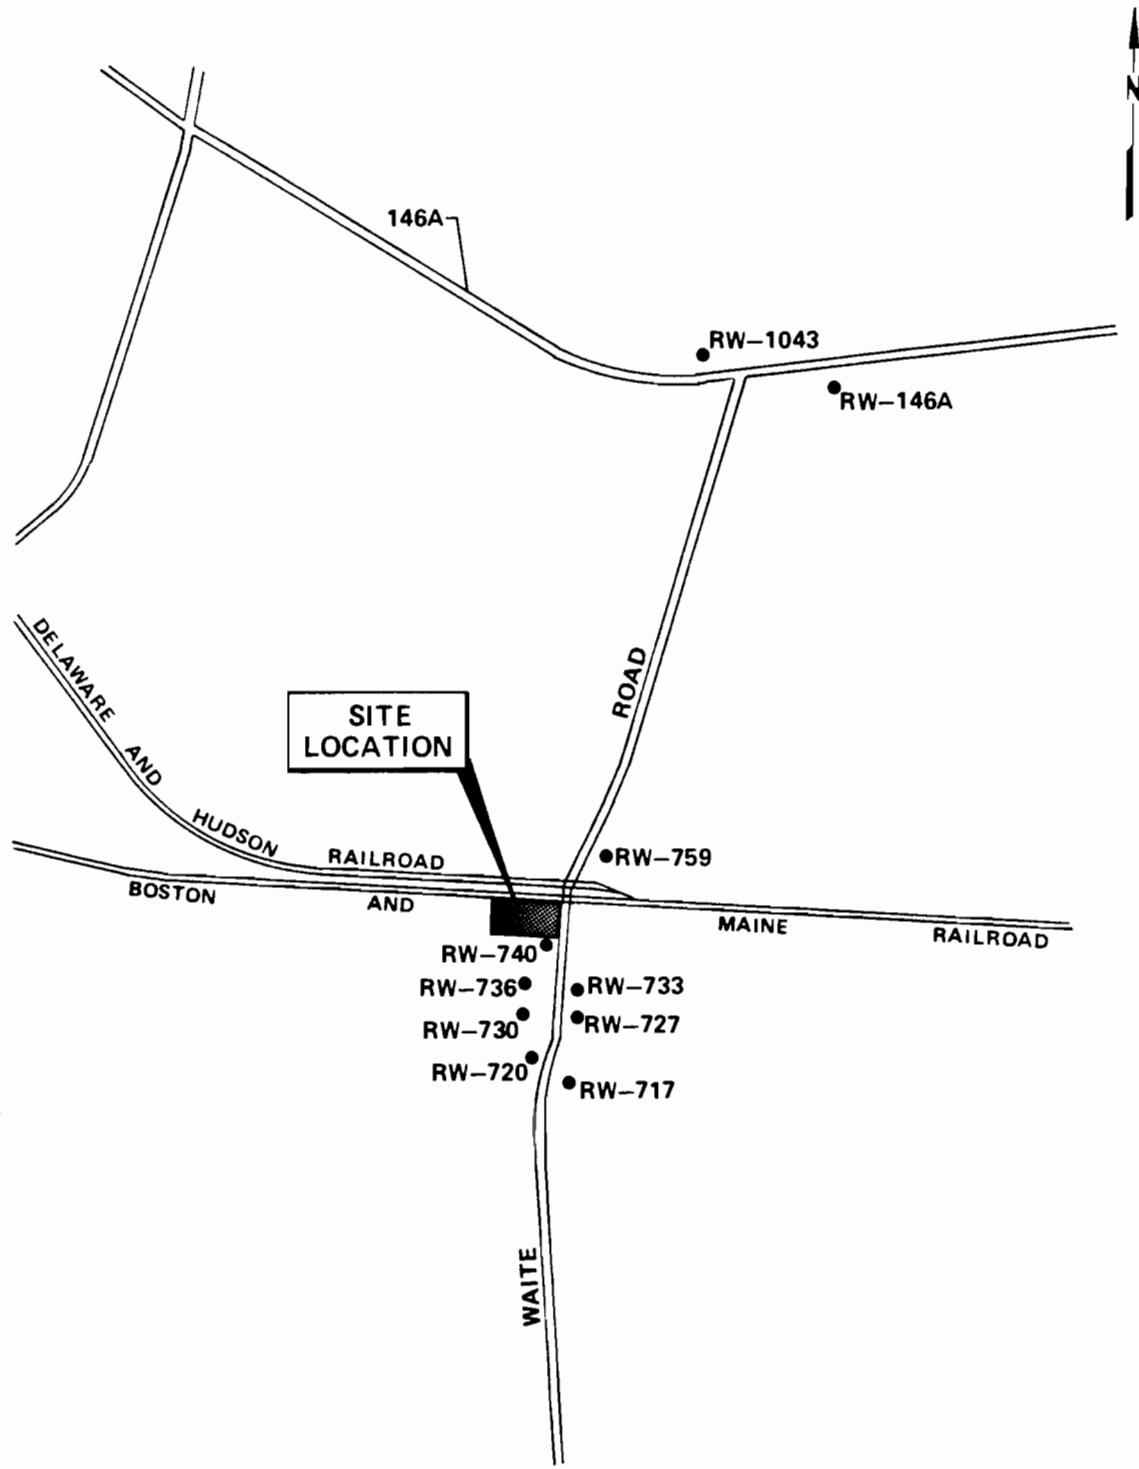 N
146A
RW-1043
RW-146A
ROAD
DELAWARE AND HUDSON RAILROAD
SITE
LOCATION
RW-759
BOSTON AND MAINE RAILROAD
RW-740
RW-736
RW-733
RW-730
RW-727
RW-720
RW-717
WAITE